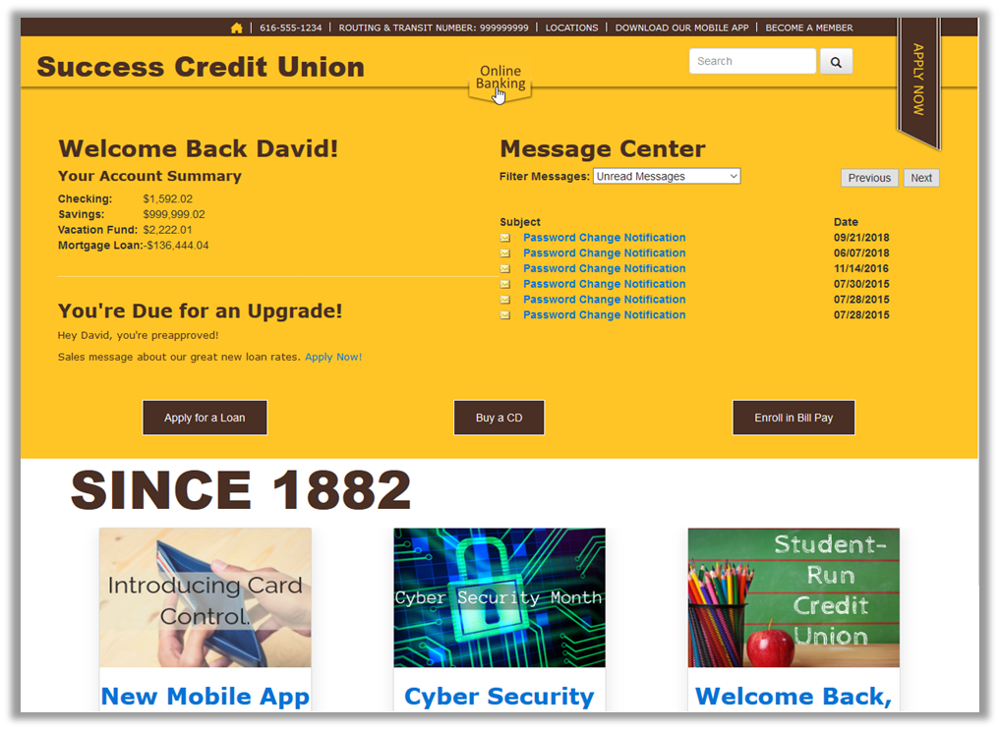 616-555-1234 | ROUTING & TRANSIT NUMBER: 999999999 | LOCATIONS | DOWNLOAD OUR MOBILE APP | BECOME A MEMBER
APPLY NOW
Success Credit Union
Online
Banking
Search
Welcome Back David!
Your Account Summary
Checking: $1,592.02
Savings: $999,999.02
Vacation Fund: $2,222.01
Mortgage Loan:-$136,444.04
You're Due for an Upgrade!
Hey David, you're preapproved!
Sales message about our great new loan rates. Apply Now!
Message Center
Filter Messages: Unread Messages
Previous Next
Subject Date
Password Change Notification 09/21/2018
Password Change Notification 06/07/2018
Password Change Notification 11/14/2016
Password Change Notification 07/30/2015
Password Change Notification 07/28/2015
Password Change Notification 07/28/2015
Apply for a Loan
Buy a CD
Enroll in Bill Pay
SINCE 1882
Introducing Card
Control.
New Mobile App
Cyber Security Month
Cyber Security
Student-
Run
Credit
Union
Welcome Back,